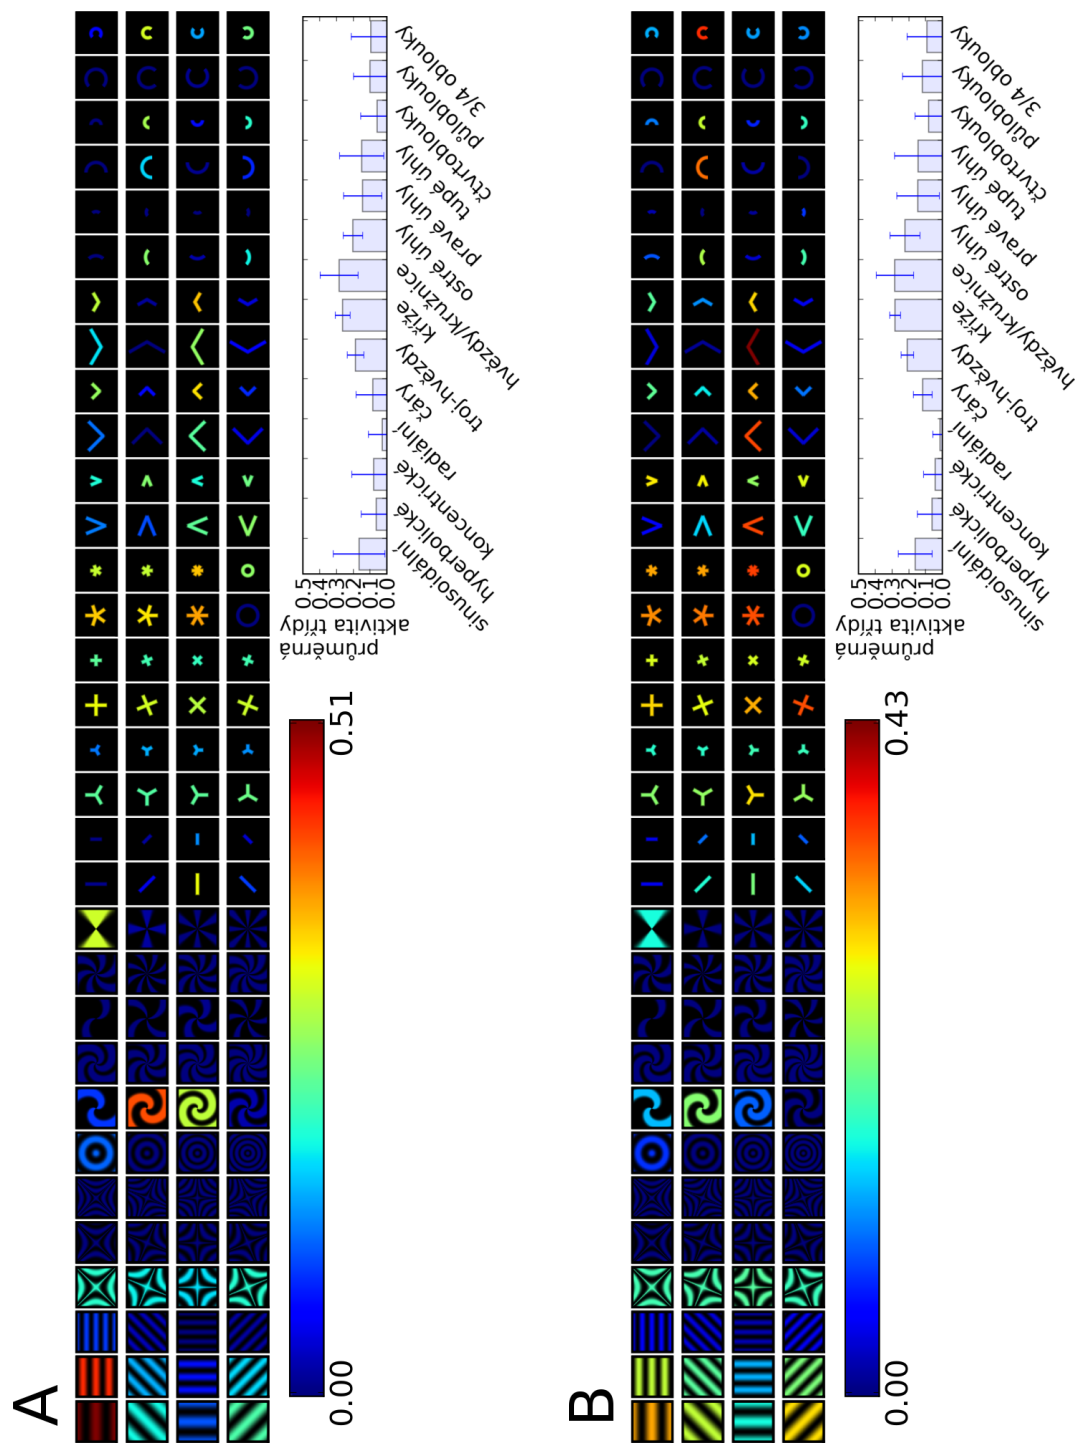 A
0.00
0.51
průměrná
aktivita třídy
0.5
0.4
0.3
0.2
0.1
0.0
sinusoidální
hyperbolické
koncentrické
radiální
čáry
troj-hvězdy
kříže
hvězdy/kružnice
ostré úhly
pravé úhly
tupé úhly
čtvrtoblouky
půloblouky
3/4 oblouky
B
0.00
0.43
průměrná
aktivita třídy
0.5
0.4
0.3
0.2
0.1
0.0
sinusoidální
hyperbolické
koncentrické
radiální
čáry
troj-hvězdy
kříže
hvězdy/kružnice
ostré úhly
pravé úhly
tupé úhly
čtvrtoblouky
půloblouky
3/4 oblouky